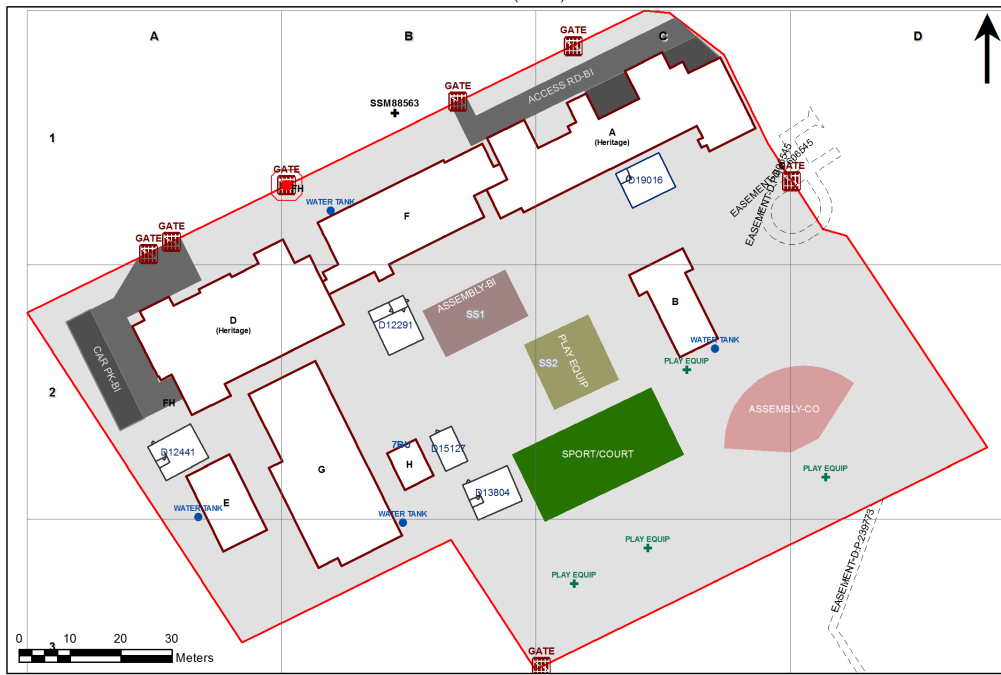 A
B
C
D
GATE
GATE
SSM88563
ACCESS RD-BI
1
A
(Heritage)
GATE
FH
D19016
GATE
WATER TANK
F
EASEMENT-D.P.
GATE
GATE
ASSEMBLY-BI
SS1
B
D
(Heritage)
D12291
WATER TANK
SS2
PLAY EQUIP
PLAY EQUIP
CAR PK-BI
2
FH
ASSEMBLY-CO
7RU
D15127
H
SPORT/COURT
D12441
G
PLAY EQUIP
D13804
E
WATER TANK
WATER TANK
PLAY EQUIP
PLAY EQUIP
EASEMENT-D.P.239773
3
0 10 20 30
Meters
GATE